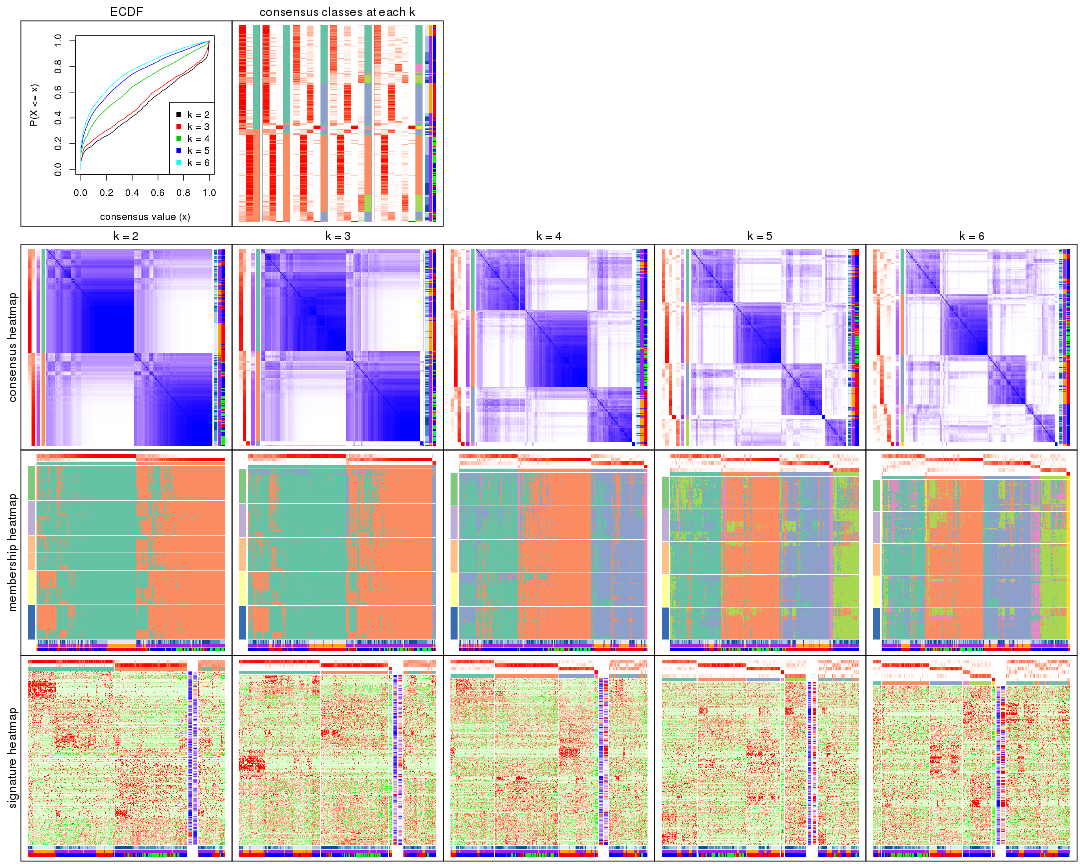 ECDF
consensus classes at each k
P(X <= x)
1.0
0.8
0.6
0.4
0.2
0.0
k = 2
k = 3
k = 4
k = 5
k = 6
0.0 0.2 0.4 0.6 0.8 1.0
consensus value (x)
k = 2 k = 3 k = 4 k = 5 k = 6
consensus heatmap
membership heatmap
signature heatmap